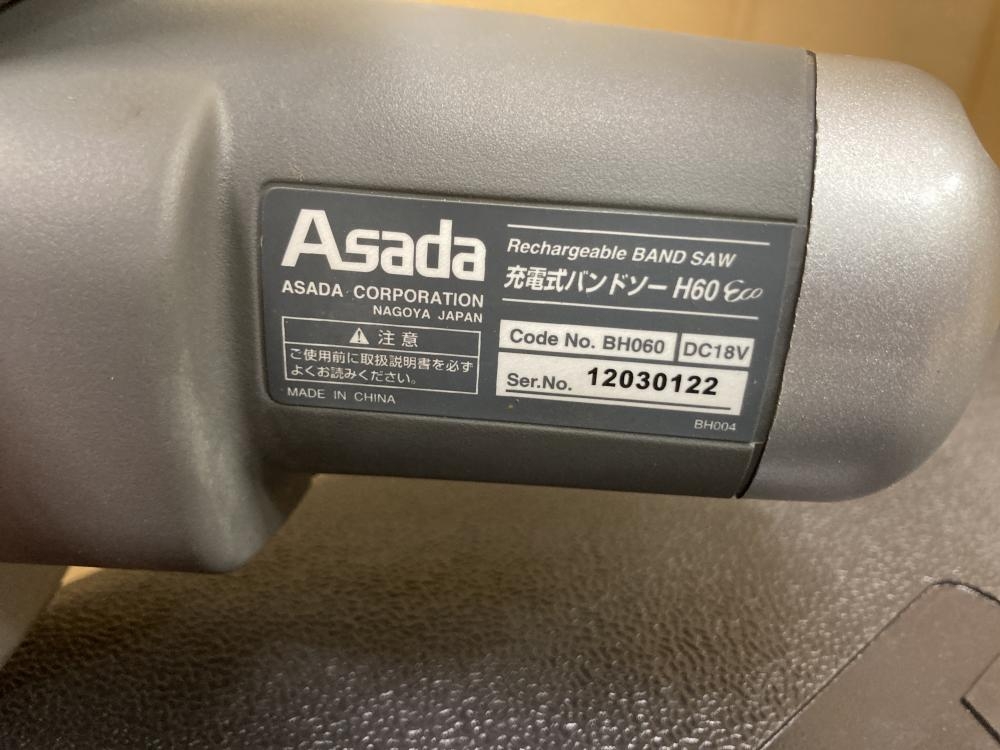 Asada
ASADA CORPORATION
NAGOYA JAPAN
⚠ 注意
ご使用前に取扱説明書を必ず
よくお読みください。
MADE IN CHINA
Rechargeable BAND SAW
充電式バンドソー H60 Eco
Code No. BH060 DC18V
Ser.No. 12030122
BH004